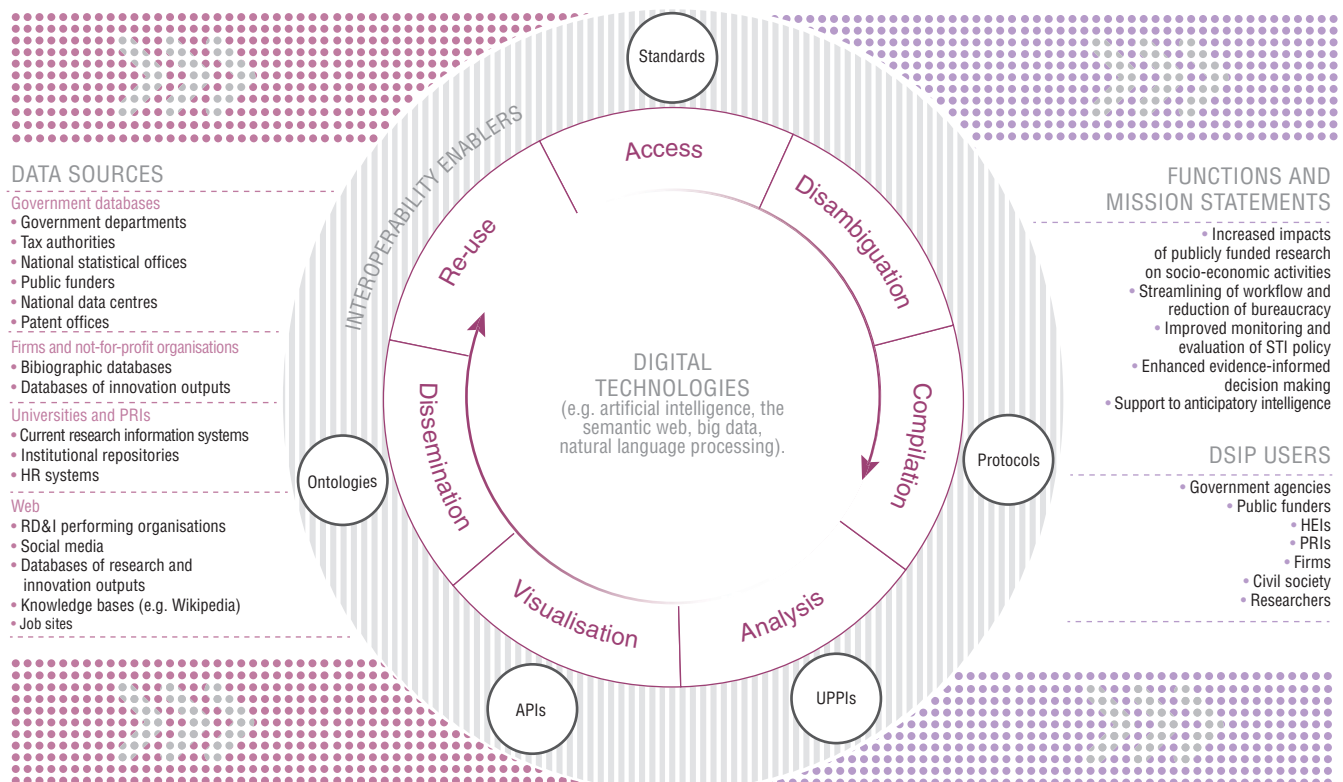 DATA SOURCES
Government databases
• Government departments
• Tax authorities
• National statistical offices
• Public funders
• National data centres
• Patent offices
Firms and not-for-profit organisations
• Bibiographic databases
• Databases of innovation outputs
Universities and PRIs
• Current research information systems
• Institutional repositories
• HR systems
Web
• RD&I performing organisations
• Social media
• Databases of research and
innovation outputs
• Knowledge bases (e.g. Wikipedia)
• Job sites
INTEROPERABILITY ENABLERS
Standards
Protocols
UPPIs
APIs
Ontologies
Access
Disambiguation
Compilation
Analysis
Visualisation
Dissemination
Re-use
DIGITAL
TECHNOLOGIES
(e.g. artificial intelligence, the
semantic web, big data,
natural language processing).
FUNCTIONS AND
MISSION STATEMENTS
• Increased impacts
of publicly funded research
on socio-economic activities
• Streamlining of workflow and
reduction of bureaucracy
• Improved monitoring and
evaluation of STI policy
• Enhanced evidence-informed
decision making
• Support to anticipatory intelligence
DSIP USERS
• Government agencies
• Public funders
• HEIs
• PRIs
• Firms
• Civil society
• Researchers